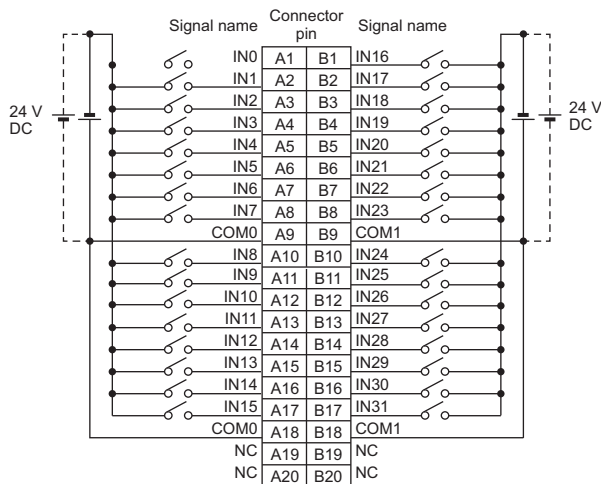 Signal name Connector pin Signal name
24 V DC
24 V DC
IN0 A1 B1 IN16
IN1 A2 B2 IN17
IN2 A3 B3 IN18
IN3 A4 B4 IN19
IN4 A5 B5 IN20
IN5 A6 B6 IN21
IN6 A7 B7 IN22
IN7 A8 B8 IN23
COM0 A9 B9 COM1
IN8 A10 B10 IN24
IN9 A11 B11 IN25
IN10 A12 B12 IN26
IN11 A13 B13 IN27
IN12 A14 B14 IN28
IN13 A15 B15 IN29
IN14 A16 B16 IN30
IN15 A17 B17 IN31
COM0 A18 B18 COM1
NC A19 B19 NC
NC A20 B20 NC